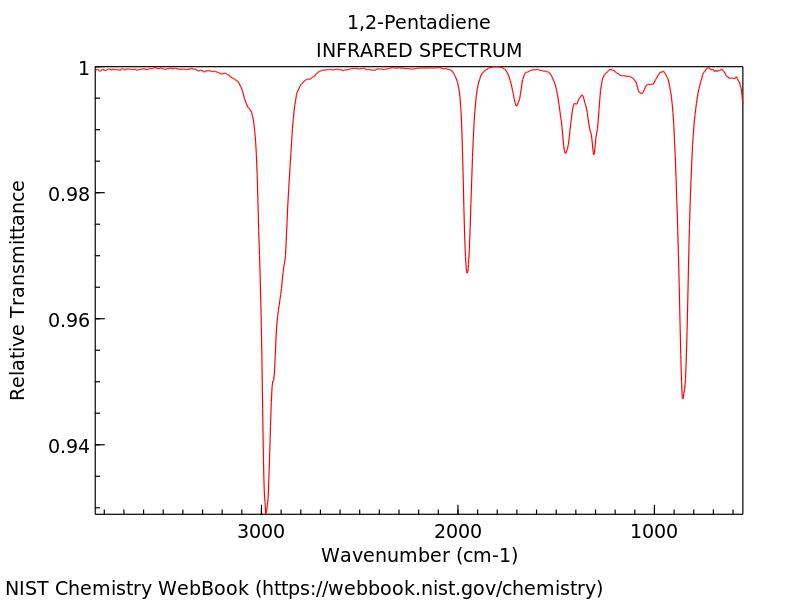 1,2-Pentadiene
INFRARED SPECTRUM
1
0.98
0.96
0.94
Relative Transmittance
3000 2000 1000
Wavenumber (cm-1)
NIST Chemistry WebBook (https://webbook.nist.gov/chemistry)